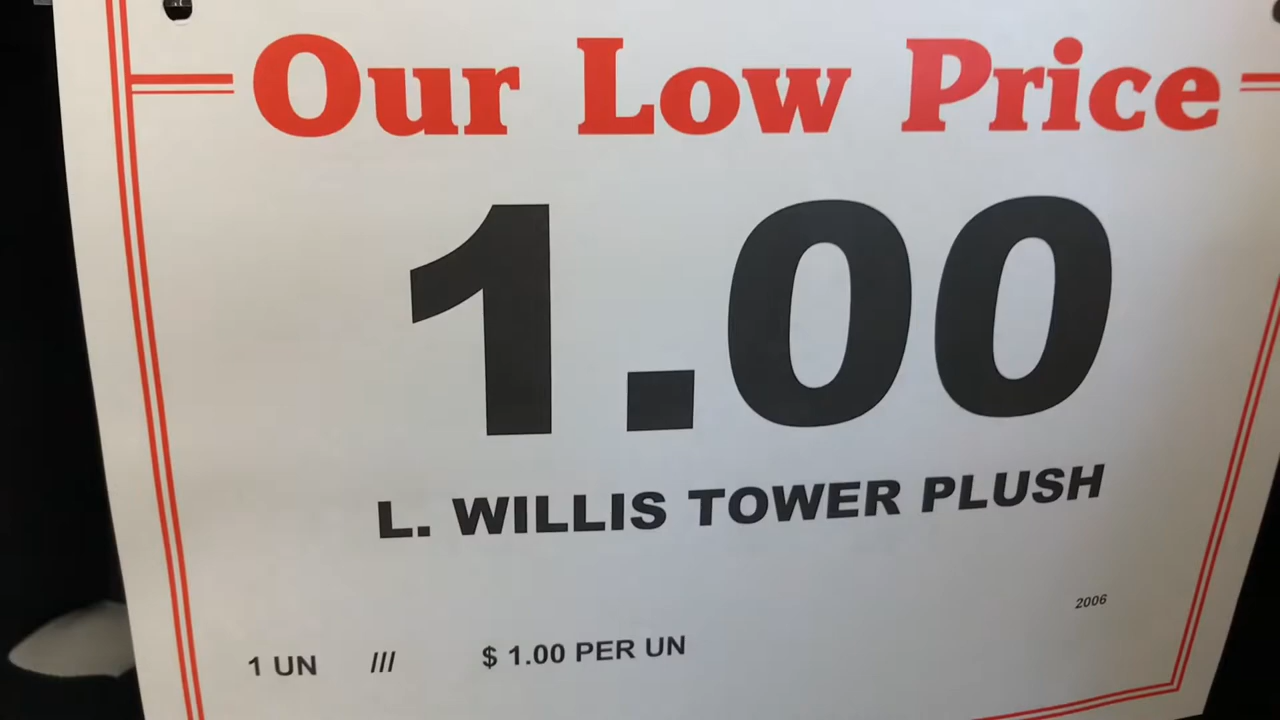 Our Low Price
1.00
L. WILLIS TOWER PLUSH
2006
1 UN /// $ 1.00 PER UN